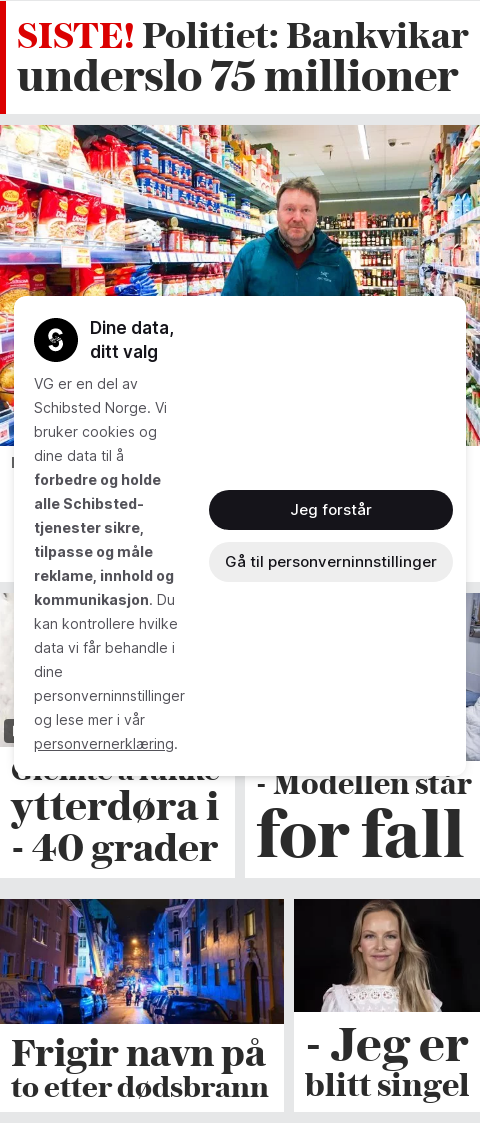 SISTE! Politiet: Bankvikar
underslo 75 millioner
Dine data,
ditt valg
VG er en del av
Schibsted Norge. Vi
bruker cookies og
dine data til å
forbedre og holde
alle Schibsted-
tjenester sikre,
tilpasse og måle
reklame, innhold og
kommunikasjon. Du
kan kontrollere hvilke
data vi får behandle i
dine
personverninnstillinger
og lese mer i vår
personvernerklæring.
Jeg forstår
Gå til personverninnstillinger
ytterdøra i
- 40 grader
- Modellen står
for fall
Frigir navn på
to etter dødsbrann
- Jeg er
blitt singel